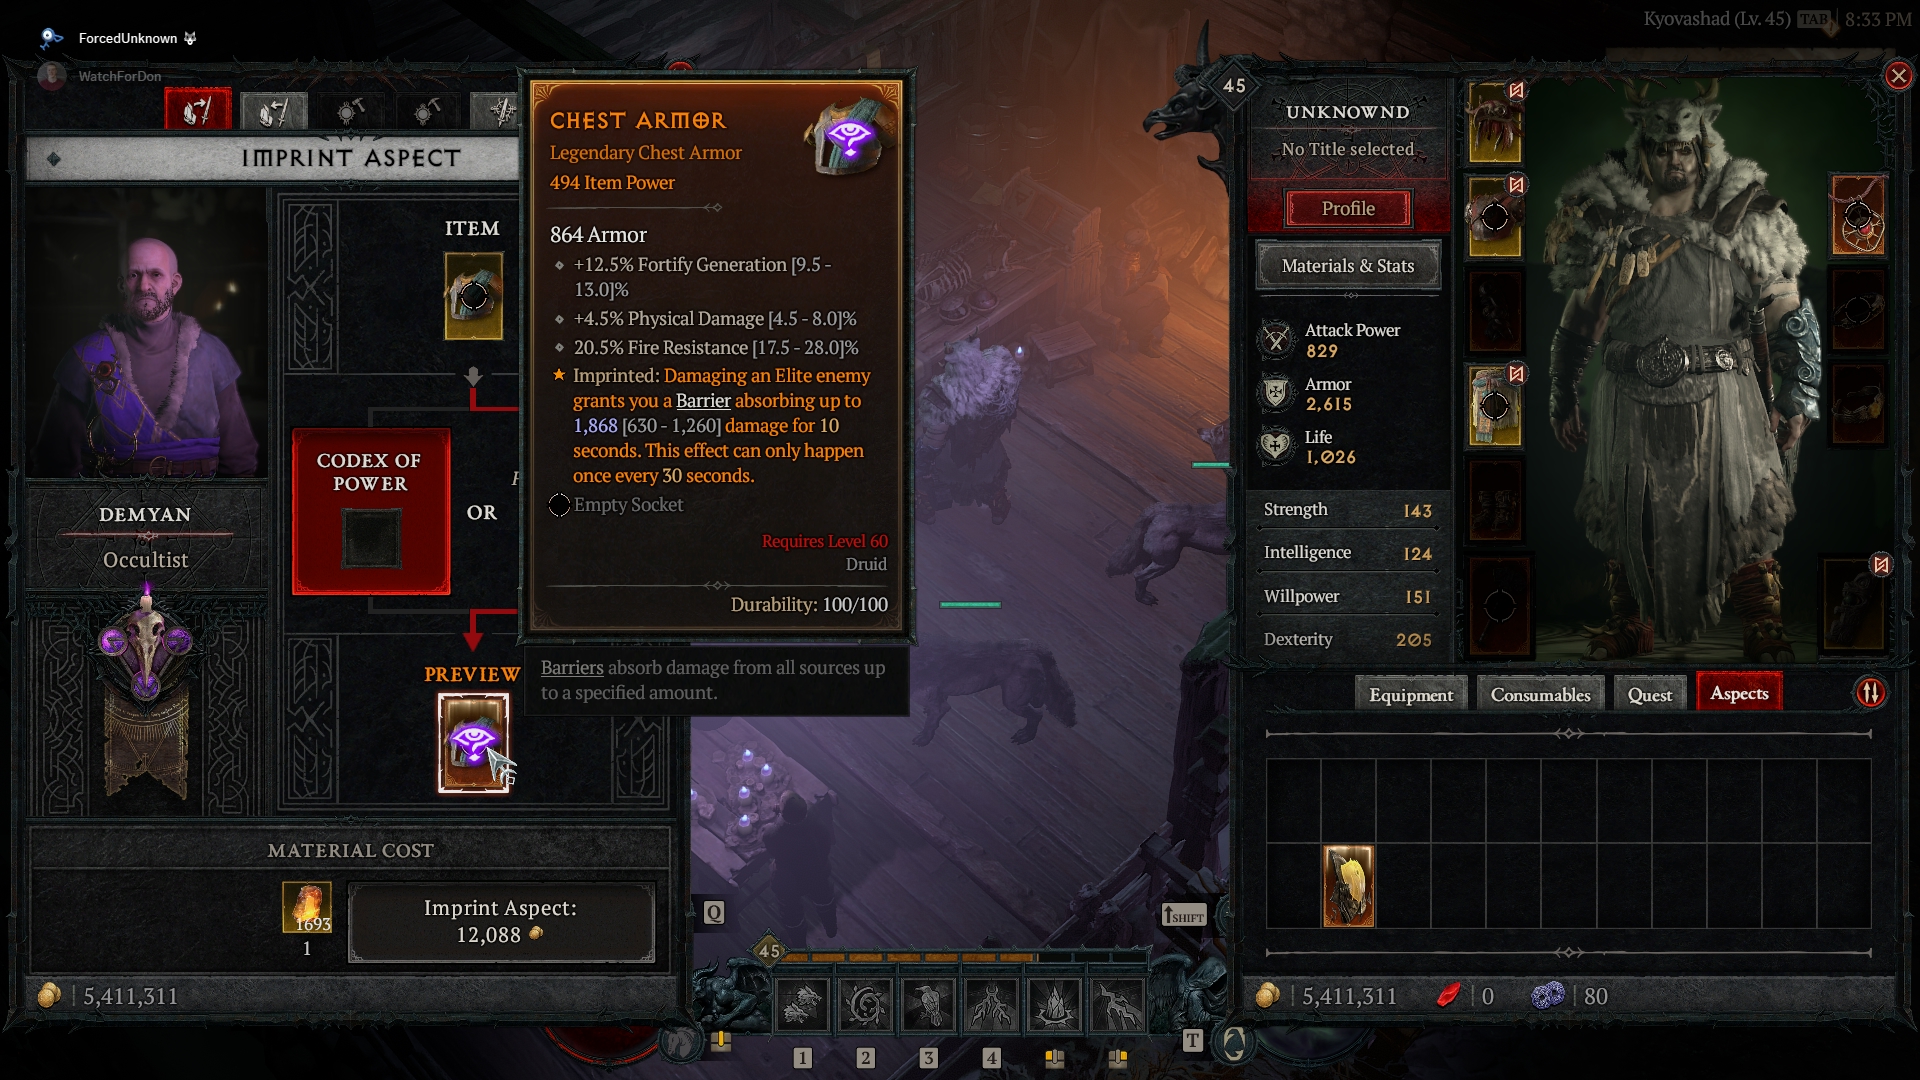 ForcedUnknown
WatchForDon
Kyovashad (Lv. 45) TAB 8:33 PM
IMPRINT ASPECT
ITEM
CODEX OF
POWER
OR
PREVIEW
DEMYAN
Occultist
MATERIAL COST
1693
1
Imprint Aspect:
12,088
5,411,311
CHEST ARMOR
Legendary Chest Armor
494 Item Power
864 Armor
+12.5% Fortify Generation [9.5 -
13.0]%
+4.5% Physical Damage [4.5 - 8.0]%
20.5% Fire Resistance [17.5 - 28.0]%
Imprinted: Damaging an Elite enemy
grants you a Barrier absorbing up to
1,868 [630 - 1,260] damage for 10
seconds. This effect can only happen
once every 30 seconds.
Empty Socket
Requires Level 60
Druid
Durability: 100/100
Barriers absorb damage from all sources up
to a specified amount.
Q
SHIFT
45
1
2
3
4
T
45
UNKNOWND
No Title selected
Profile
Materials & Stats
Attack Power
829
Armor
2,615
Life
1,026
Strength 143
Intelligence 124
Willpower 151
Dexterity 205
Equipment
Consumables
Quest
Aspects
5,411,311
0
80